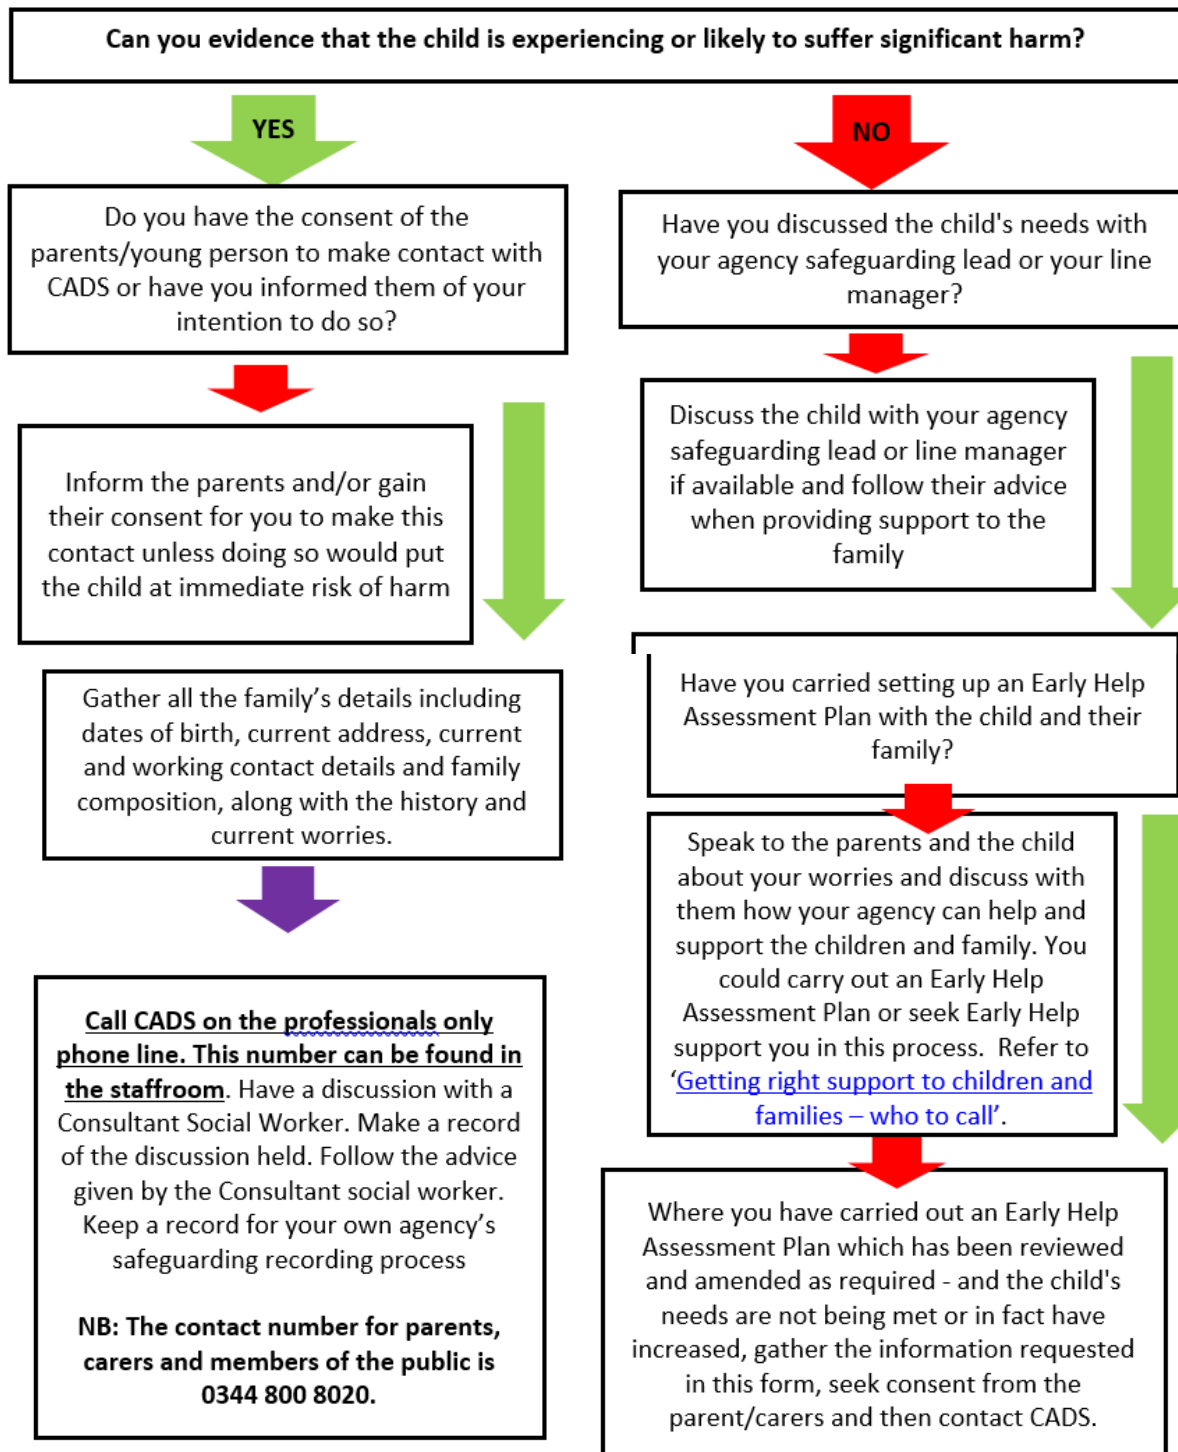 Can you evidence that the child is experiencing or likely to suffer significant harm?
YES
NO
Do you have the consent of the
parents/young person to make contact with
CADS or have you informed them of your
intention to do so?
Inform the parents and/or gain
their consent for you to make this
contact unless doing so would put
the child at immediate risk of harm
Gather all the family’s details including
dates of birth, current address, current
and working contact details and family
composition, along with the history and
current worries.
Call CADS on the professionals only
phone line. This number can be found in
the staffroom. Have a discussion with a
Consultant Social Worker. Make a record
of the discussion held. Follow the advice
given by the Consultant social worker.
Keep a record for your own agency’s
safeguarding recording process
NB: The contact number for parents,
carers and members of the public is
0344 800 8020.
Have you discussed the child's needs with
your agency safeguarding lead or your line
manager?
Discuss the child with your agency
safeguarding lead or line manager
if available and follow their advice
when providing support to the
family
Have you carried setting up an Early Help
Assessment Plan with the child and their
family?
Speak to the parents and the child
about your worries and discuss with
them how your agency can help and
support the children and family. You
could carry out an Early Help
Assessment Plan or seek Early Help
support you in this process.  Refer to
‘Getting right support to children and
families – who to call’.
Where you have carried out an Early Help
Assessment Plan which has been reviewed
and amended as required - and the child's
needs are not being met or in fact have
increased, gather the information requested
in this form, seek consent from the
parent/carers and then contact CADS.